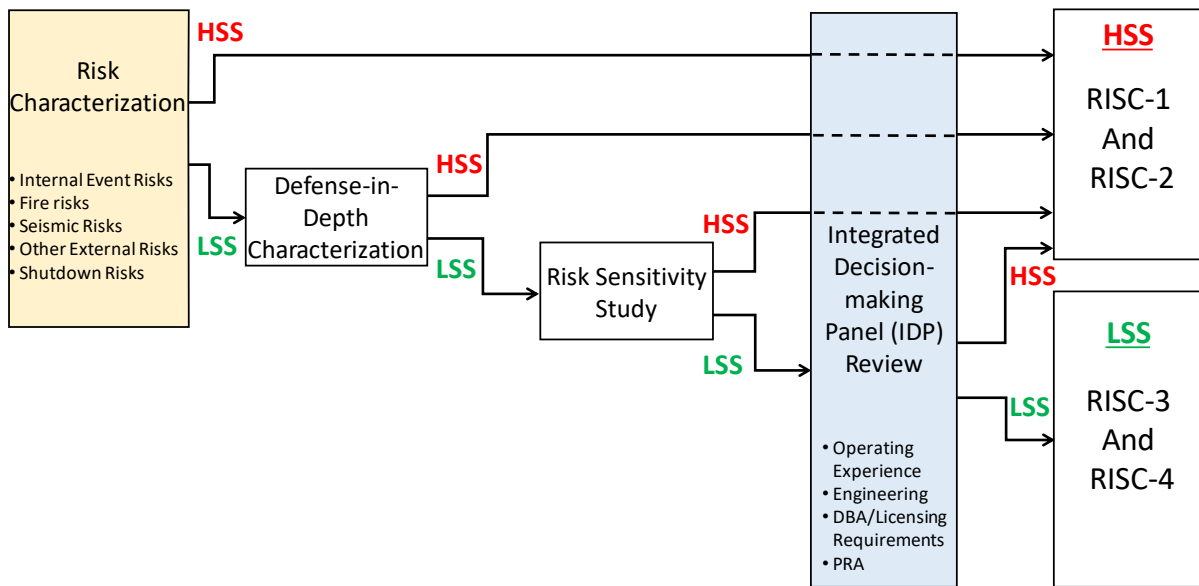 HSS
Risk
Characterization
• Internal Event Risks
• Fire risks
• Seismic Risks
• Other External Risks
• Shutdown Risks
LSS
Defense-in-
Depth
Characterization
HSS
LSS
Risk Sensitivity
Study
HSS
LSS
Integrated
Decision-
making
Panel (IDP)
Review
• Operating
Experience
• Engineering
• DBA/Licensing
Requirements
• PRA
HSS
LSS
HSS
RISC-1
And
RISC-2
LSS
RISC-3
And
RISC-4